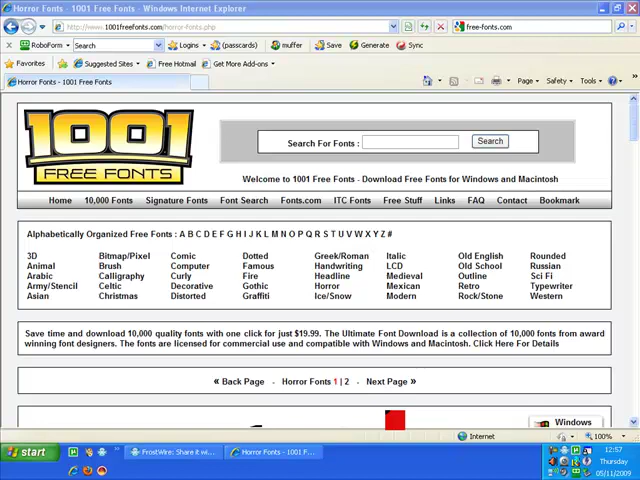 Horror Fonts - 1001 Free Fonts - Windows Internet Explorer
http://www.1001freefonts.com/horror-fonts.php
free-fonts.com
RoboForm Search Logins (passcards) muffer Save Generate Sync
Favorites Suggested Sites Free Hotmail Get More Add-ons
Horror Fonts - 1001 Free Fonts
Page Safety Tools
1001
FREE FONTS
Search For Fonts : Search
Welcome to 1001 Free Fonts - Download Free Fonts for Windows and Macintosh
Home 10,000 Fonts Signature Fonts Font Search Fonts.com ITC Fonts Free Stuff Links FAQ Contact Bookmark
Alphabetically Organized Free Fonts : A B C D E F G H I J K L M N O P Q R S T U V W X Y Z #
3D Bitmap/Pixel Comic Dotted Greek/Roman Italic Old English Rounded
Animal Brush Computer Famous Handwriting LCD Old School Russian
Arabic Calligraphy Curly Fire Headline Medieval Outline Sci Fi
Army/Stencil Celtic Decorative Gothic Horror Mexican Retro Typewriter
Asian Christmas Distorted Graffiti Ice/Snow Modern Rock/Stone Western
Save time and download 10,000 quality fonts with one click for just $19.99. The Ultimate Font Download is a collection of 10,000 fonts from award
winning font designers. The fonts are licensed for commercial use and compatible with Windows and Macintosh. Click Here For Details
« Back Page - Horror Fonts 1 | 2 - Next Page »
Windows
Internet 100%
start FrostWire: Share it wi... Horror Fonts - 1001 F...
12:57
Thursday
05/11/2009